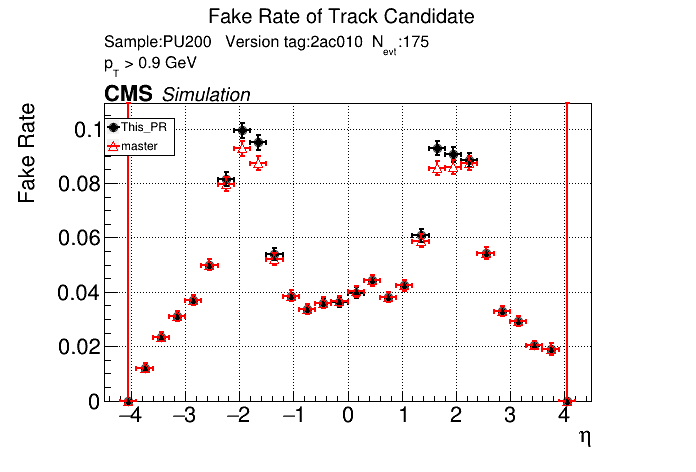 Fake Rate of Track Candidate
Sample:PU200 Version tag:2ac010 N_evt:175
p_T > 0.9 GeV
CMS Simulation
Fake Rate
This_PR
master
0.1
0.08
0.06
0.04
0.02
0
−4 −3 −2 −1 0 1 2 3 4
η